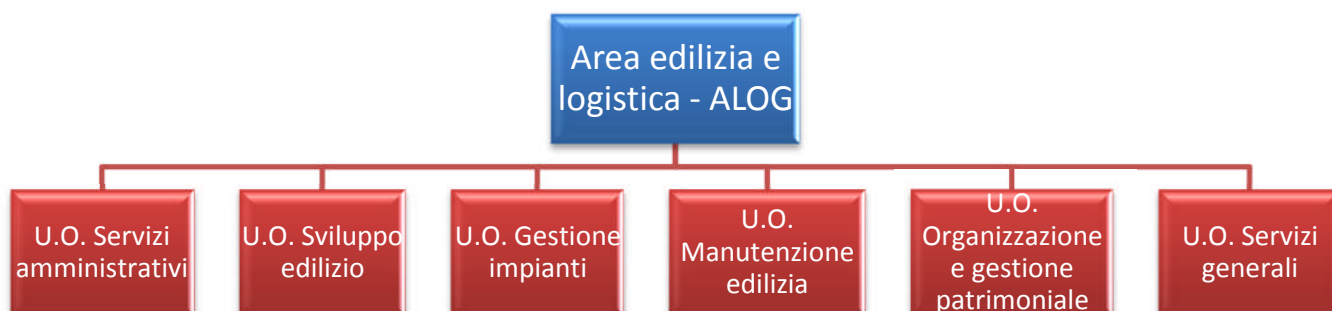 Area edilizia e
logistica - ALOG
U.O. Servizi
amministrativi
U.O. Sviluppo
edilizio
U.O. Gestione
impianti
U.O.
Manutenzione
edilizia
U.O.
Organizzazione
e gestione
patrimoniale
U.O. Servizi
generali